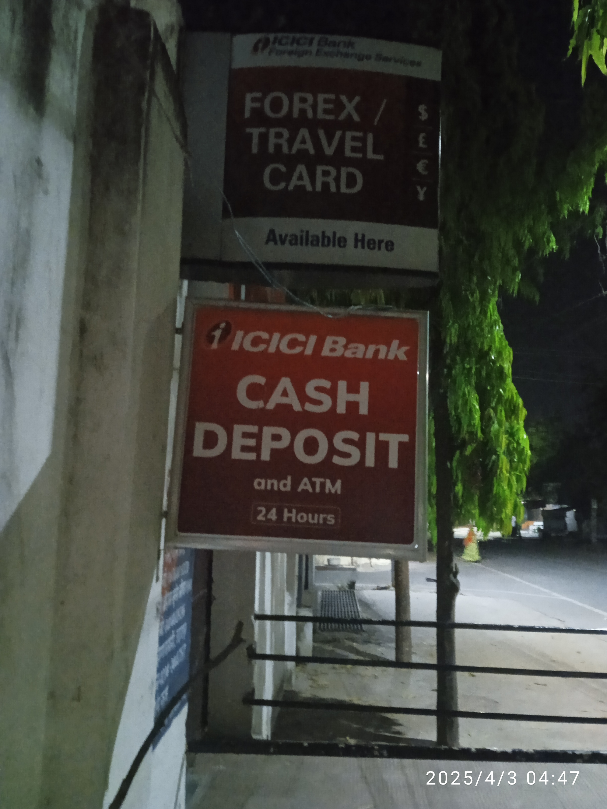 ICICI Bank
Foreign Exchange Services
FOREX /
TRAVEL
CARD
$
£
€
¥
Available Here
ICICI Bank
CASH
DEPOSIT
and ATM
24 Hours
2025/4/3 04:47